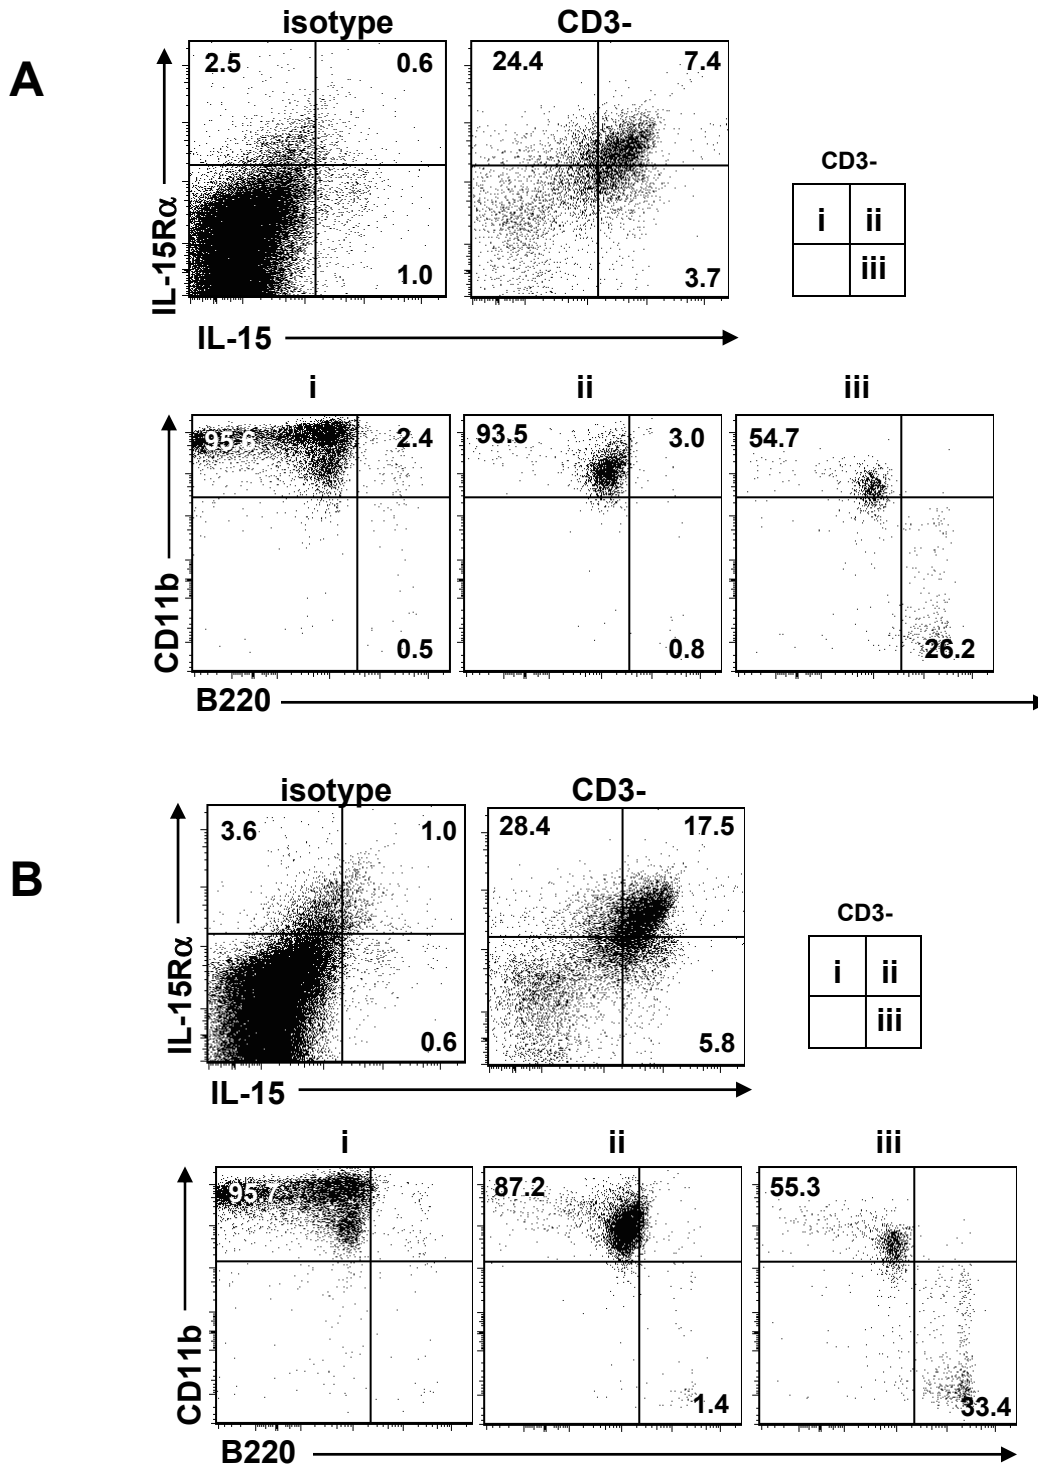 isotype CD3-
A
2.5 0.6 24.4 7.4
CD3-
i ii
iii
IL-15Rα
1.0 3.7
IL-15
i ii iii
95.6 2.4 93.5 3.0 54.7
CD11b
0.5 0.8 26.2
B220
isotype CD3-
B
3.6 1.0 28.4 17.5
CD3-
i ii
iii
IL-15Rα
0.6 5.8
IL-15
i ii iii
95.7 87.2 55.3
CD11b
1.4 33.4
B220